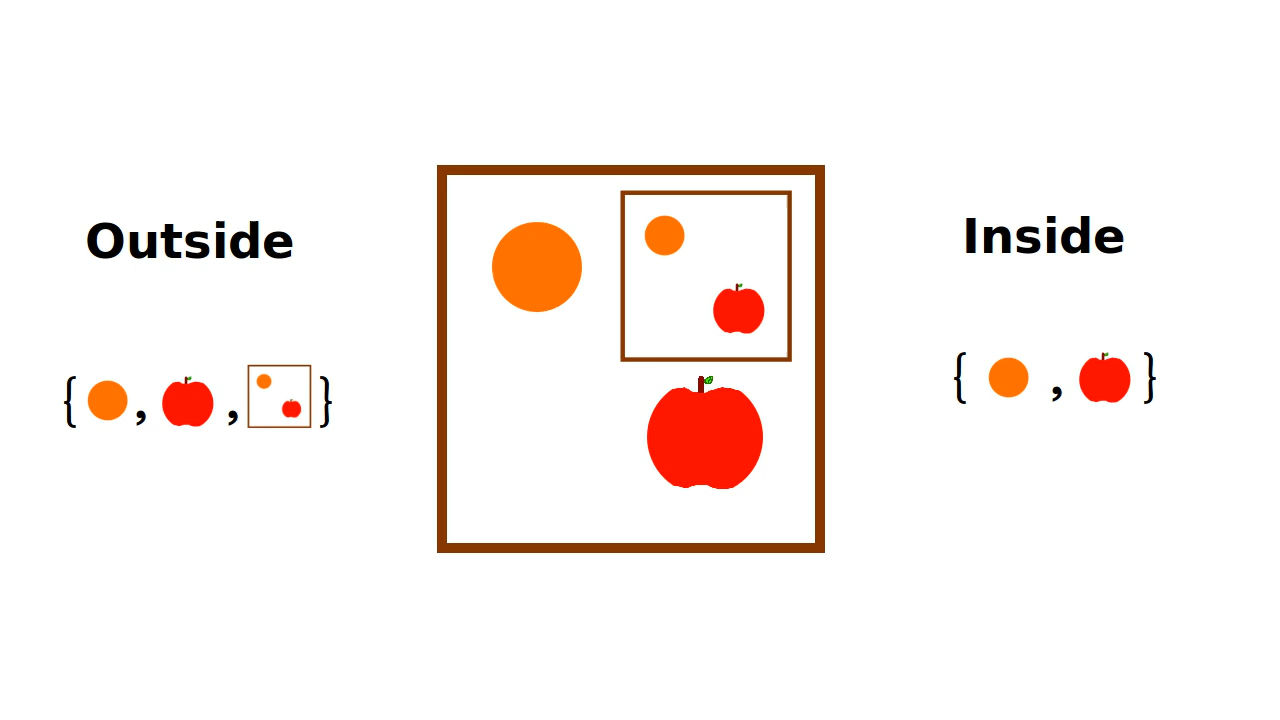 Outside
Inside
{ , , }
{ , }